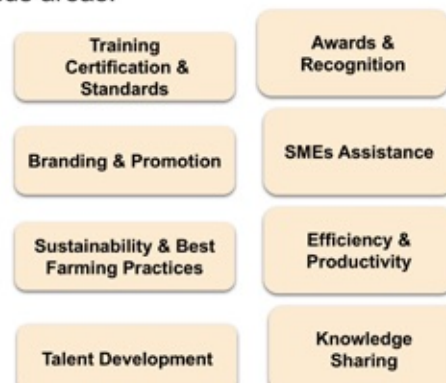 areas:
Training
Certification &
Standards
Awards &
Recognition
Branding & Promotion
SMEs Assistance
Sustainability & Best
Farming Practices
Efficiency &
Productivity
Talent Development
Knowledge
Sharing